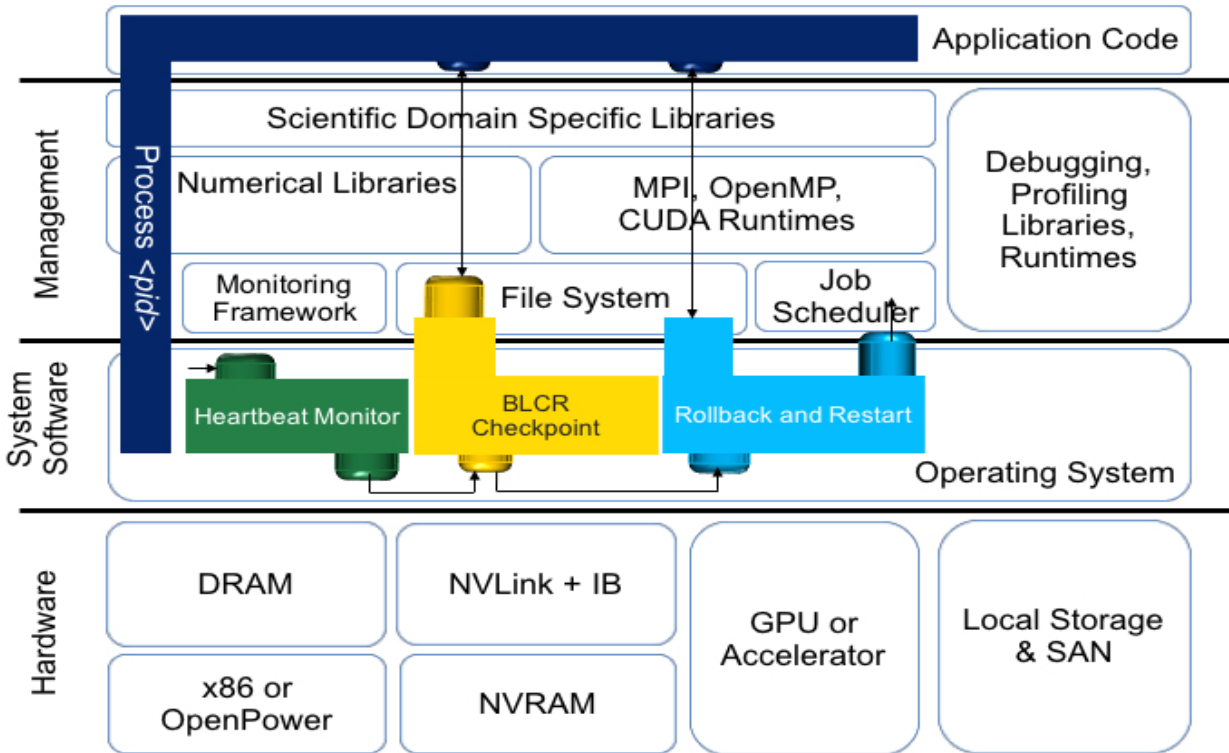 Application Code
Management
Process <pid>
Scientific Domain Specific Libraries
Numerical Libraries
MPI, OpenMP,
CUDA Runtimes
Debugging,
Profiling
Libraries,
Runtimes
Monitoring
Framework
File System
Job
Scheduler
System
Software
Heartbeat Monitor
BLCR
Checkpoint
Rollback and Restart
Operating System
Hardware
DRAM
NVLink + IB
GPU or
Accelerator
Local Storage
& SAN
x86 or
OpenPower
NVRAM